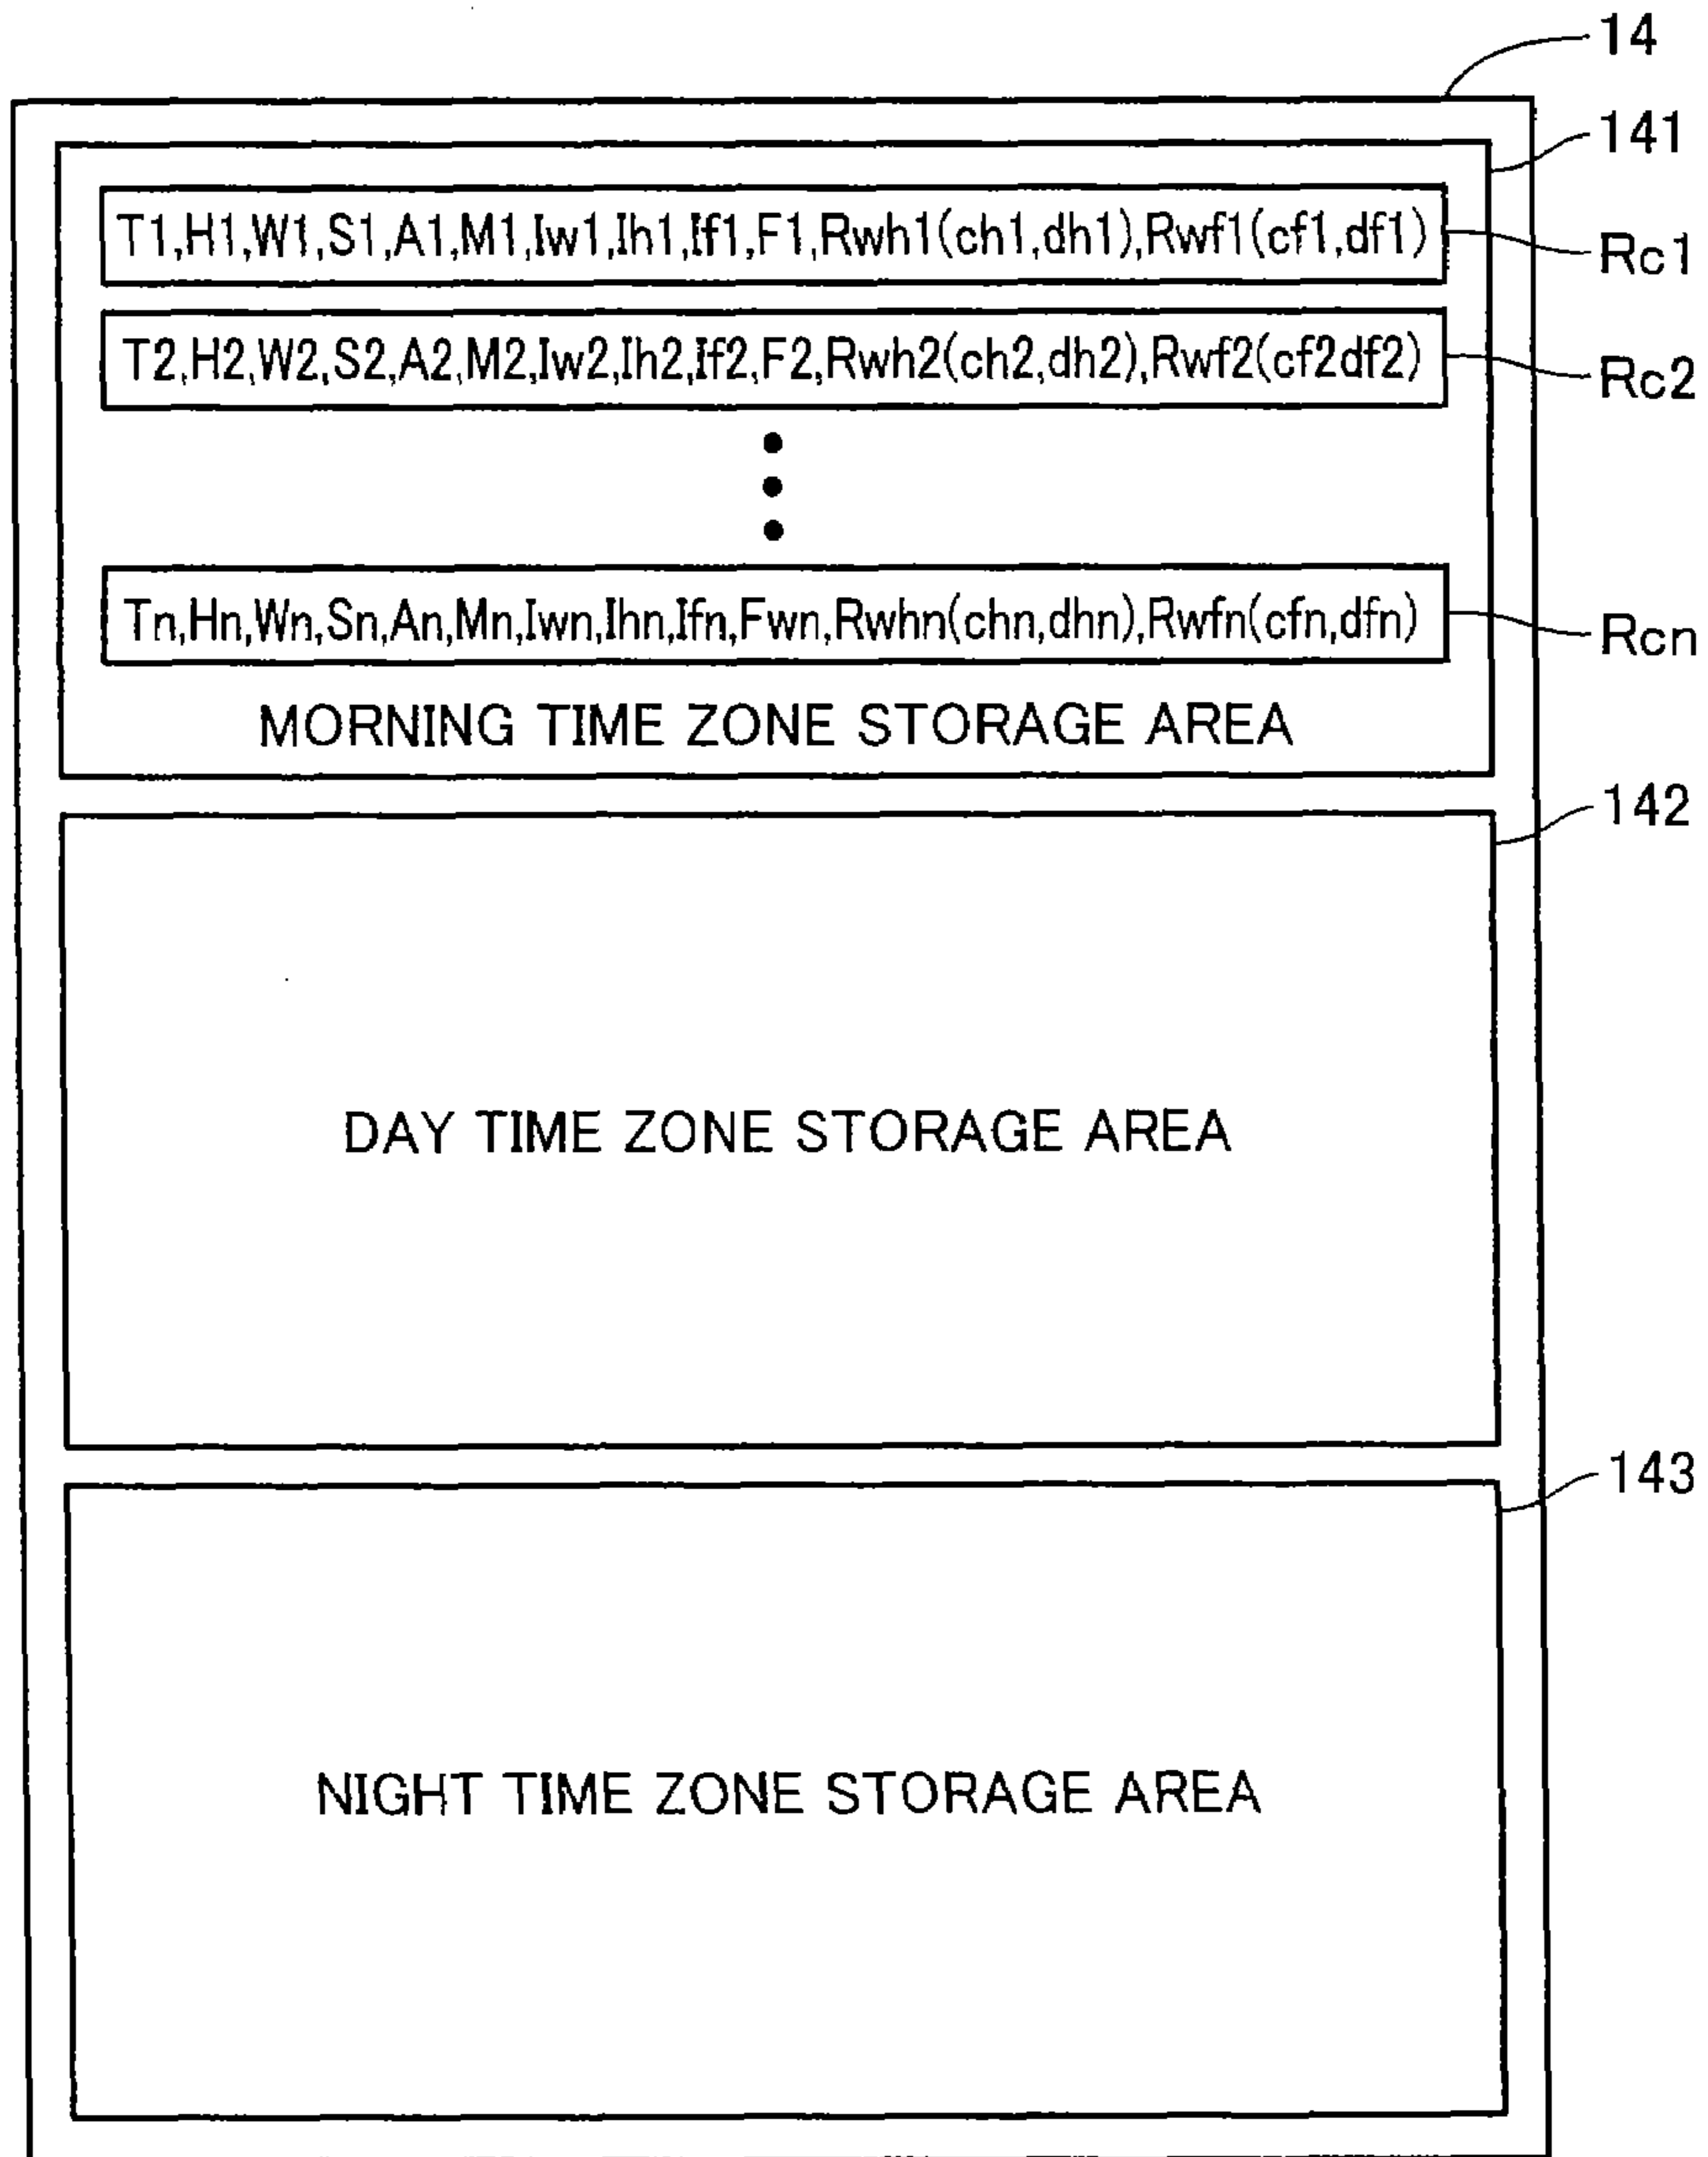 14
141
T1,H1,W1,S1,A1,M1,Iw1,Ih1,If1,F1,Rwh1(ch1,dh1),Rwf1(cf1,df1)
Rc1
T2,H2,W2,S2,A2,M2,Iw2,Ih2,If2,F2,Rwh2(ch2,dh2),Rwf2(cf2df2)
Rc2
Tn,Hn,Wn,Sn,An,Mn,Iwn,Ihn,Ifn,Fwn,Rwhn(chn,dhn),Rwfn(cfn,dfn)
Rcn
MORNING TIME ZONE STORAGE AREA
142
DAY TIME ZONE STORAGE AREA
143
NIGHT TIME ZONE STORAGE AREA